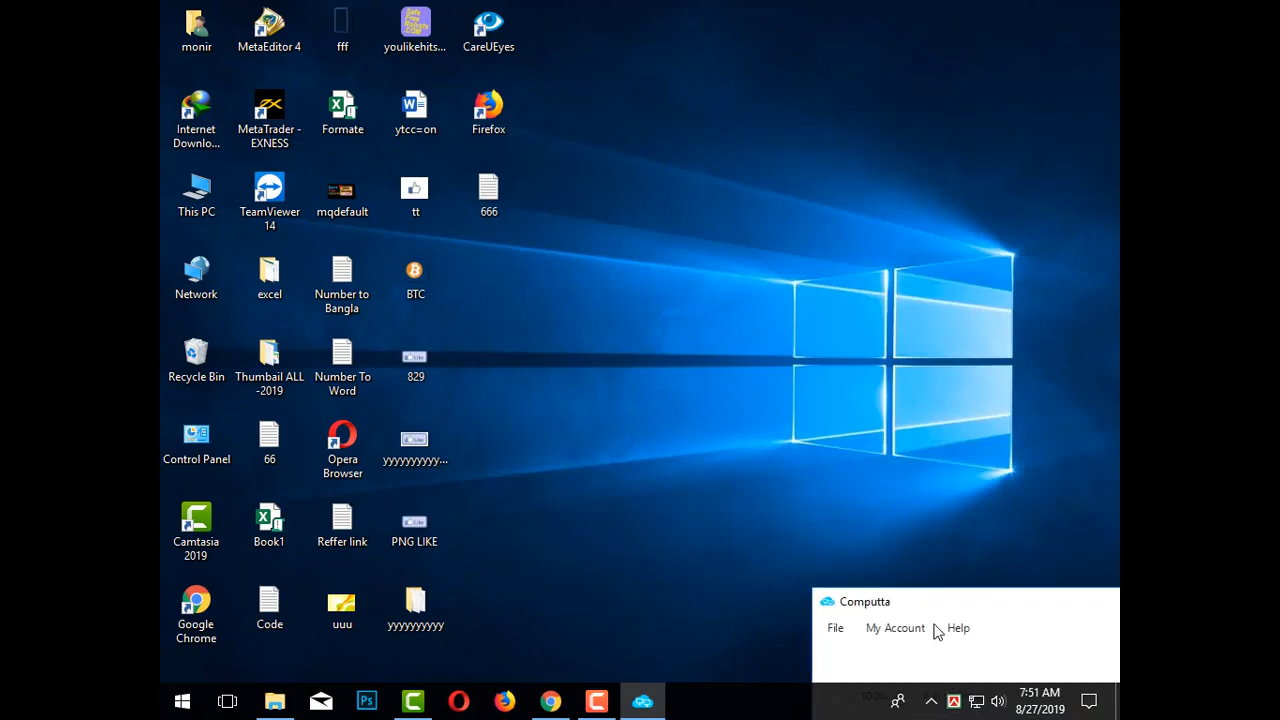 monir
MetaEditor 4
fff
youlikehits...
CareUEyes
Internet
Downlo...
MetaTrader -
EXNESS
Formate
ytcc=on
Firefox
This PC
TeamViewer
14
mqdefault
tt
666
Network
excel
Number to
Bangla
BTC
Recycle Bin
Thumbail ALL
-2019
Number To
Word
829
Control Panel
66
Opera
Browser
yyyyyyyyyy...
Camtasia
2019
Book1
Reffer link
PNG LIKE
Google
Chrome
Code
uuu
yyyyyyyyyy
Computta
File My Account Help
7:51 AM
8/27/2019